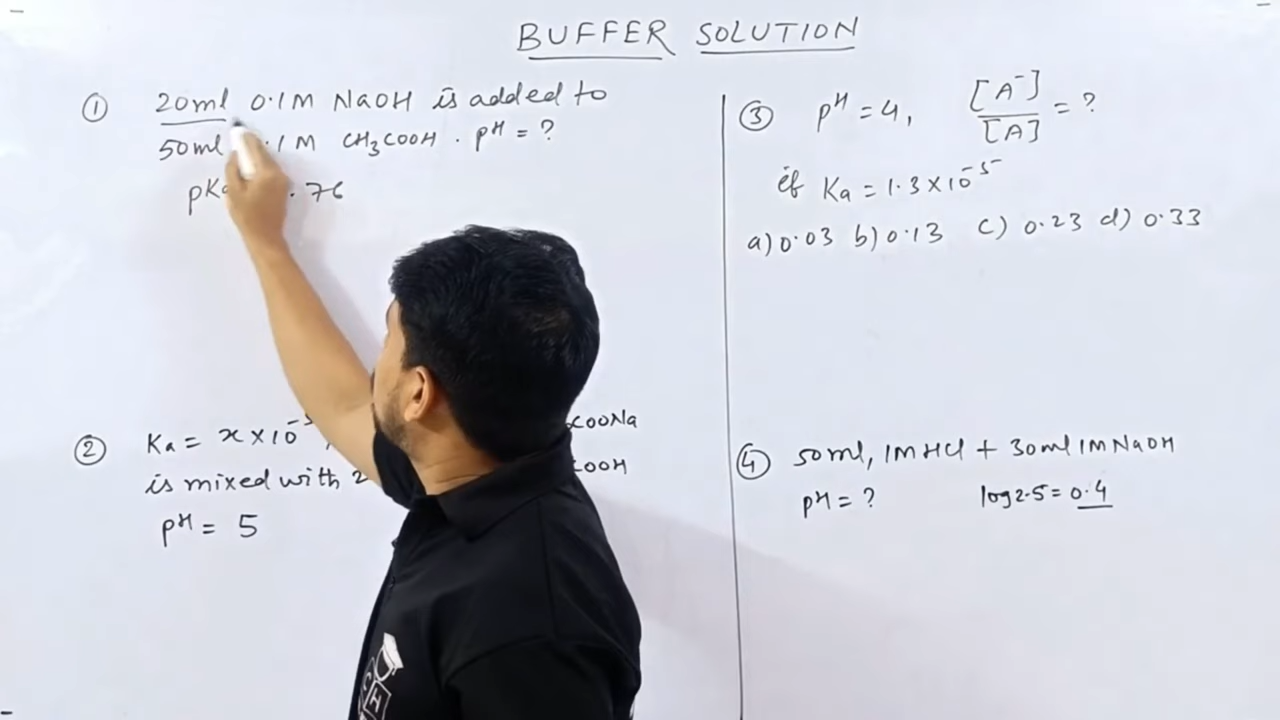 BUFFER SOLUTION
① 20ml 0.1M NaOH is added to
50ml .1M CH₃COOH. pH = ?
.76
② Ka = x×10⁻
COONa
is mixed with 2
COOH
pH = 5
③ pH = 4, [A⁻]/[A] = ?
if Ka = 1.3×10⁻⁵
a) 0.03 b) 0.13 c) 0.23 d) 0.33
④ 50ml, 1M HCl + 30ml 1M NaOH
pH = ? log2.5 = 0.4
CH